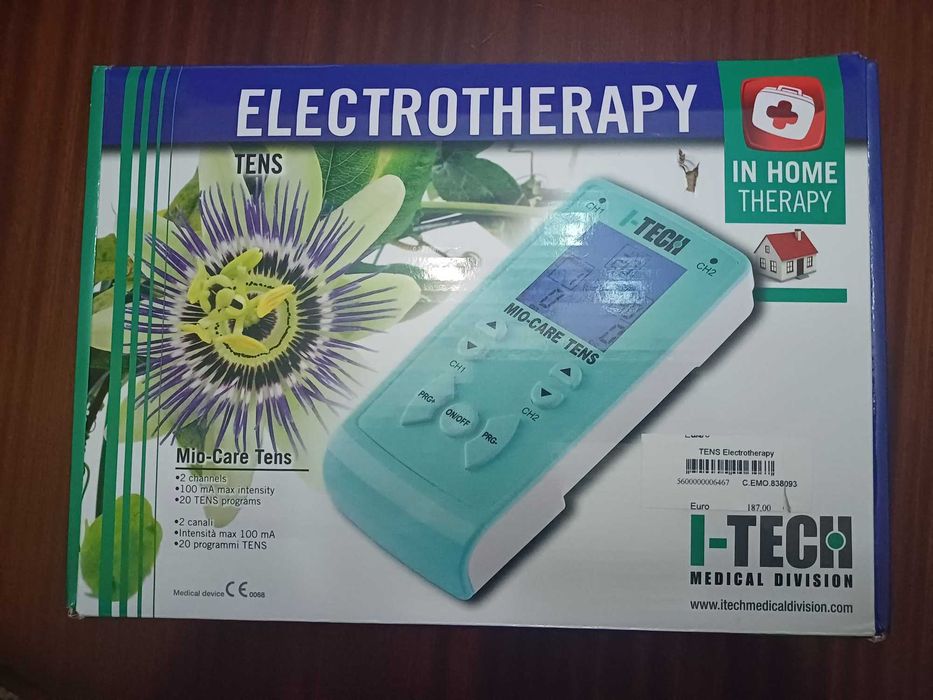 ELECTROTHERAPY
TENS
IN HOME
THERAPY
CH1
I-TECH
CH2
MIO-CARE TENS
CH1
CH2
PRG+
ON/OFF
PRG-
Mio-Care Tens
•2 channels
•100 mA max intensity
•20 TENS programs
•2 canali
•Intensità max 100 mA
•20 programmi TENS
Medical device CE 0068
TENS Electrotherapy
5600000006467 C.EMO.838093
Euro 187,00
I-TECH
MEDICAL DIVISION
www.itechmedicaldivision.com